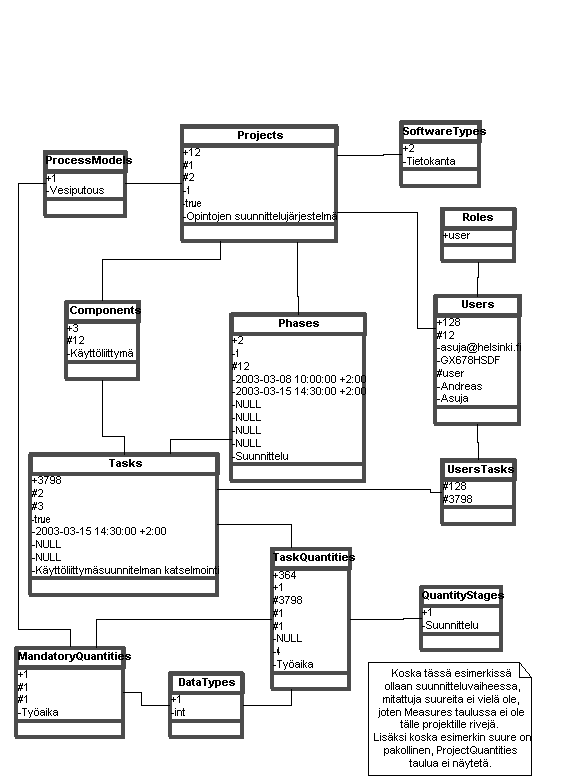 Projects
+12
#1
#2
-1
-true
-Opintojen suunnittelujärjestelmä
SoftwareTypes
+2
-Tietokanta
ProcessModels
+1
-Vesiputous
Roles
+user
Components
+3
#12
-Käyttöliittymä
Phases
+2
-1
#12
-2003-03-08 10:00:00 +2:00
-2003-03-15 14:30:00 +2:00
-NULL
-NULL
-NULL
-NULL
-Suunnittelu
Users
+128
#12
-asuja@helsinki.fi
-GX678HSDF
#user
-Andreas
-Asuja
Tasks
+3798
#2
#3
-true
-2003-03-15 14:30:00 +2:00
-NULL
-NULL
-Käyttöliittymäsuunnitelman katselmointi
UsersTasks
#128
#3798
TaskQuantities
+364
+1
#3798
#1
#1
-NULL
-Työaika
QuantityStages
+1
-Suunnittelu
MandatoryQuantities
+1
#1
#1
-Työaika
DataTypes
+1
-int
Koska tässä esimerkissä
ollaan suunnitteluvaiheessa,
mitattuja suureita ei vielä ole,
joten Measures taulussa ei ole
tälle projektille rivejä.
Lisäksi koska esimerkin suure on
pakollinen, ProjectQuantities
taulua ei näytetä.